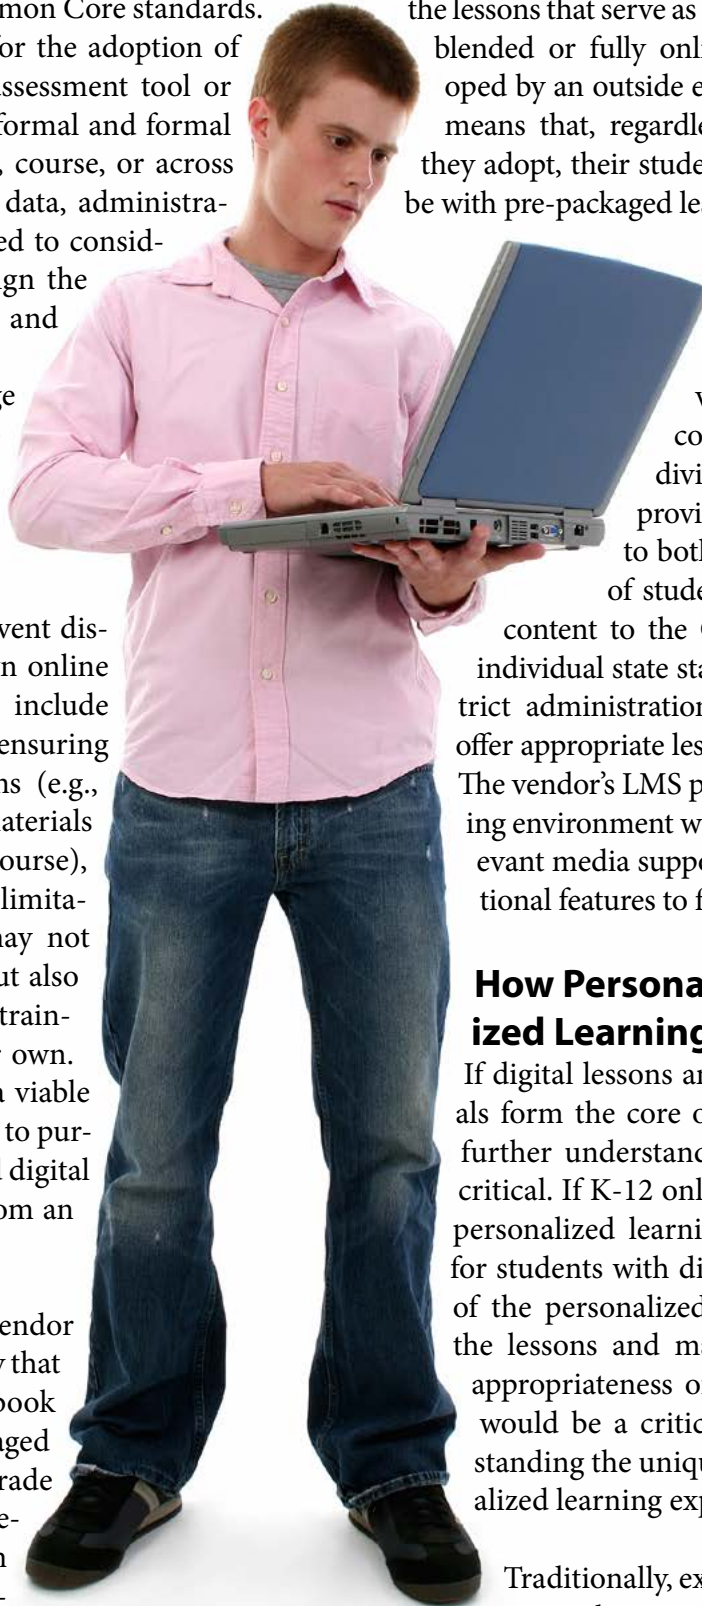 mon Core standards.
for the adoption of
assessment tool or
formal and formal
, course, or across
data, administra-
ed to consid-
ign the
and
ge
vent dis-
n online
include
ensuring
ns (e.g.,
aterials
ourse),
limita-
may not
ut also
train-
r own.
a viable
to pur-
d digital
om an
endor
y that
book
aged
rade
e-
n
the lessons that serve as
blended or fully onli
oped by an outside e
means that, regardle
they adopt, their stude
be with pre-packaged lea
co
divi
provi
to both
of stude
content to the
individual state sta
trict administration
offer appropriate les
The vendor’s LMS p
ing environment w
evant media suppo
tional features to f
How Persona
ized Learning
If digital lessons an
als form the core o
further understand
critical. If K-12 onl
personalized learni
for students with di
of the personalized
the lessons and ma
appropriateness o
would be a critic
standing the uniqu
alized learning exp
Traditionally, ex